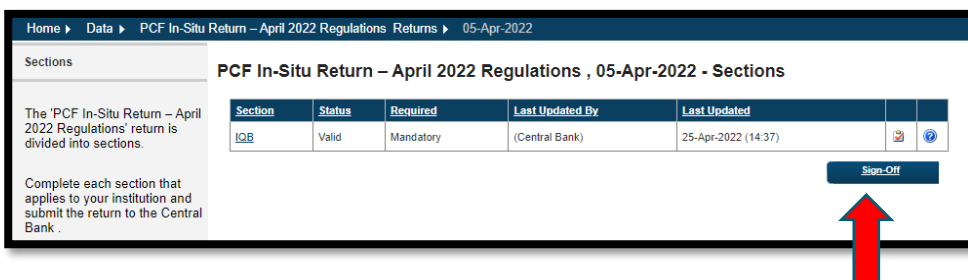 Home Data PCF In-Situ Return – April 2022 Regulations Returns 05-Apr-2022
Sections
PCF In-Situ Return – April 2022 Regulations , 05-Apr-2022 - Sections
The 'PCF In-Situ Return – April
2022 Regulations' return is
divided into sections.
Complete each section that
applies to your institution and
submit the return to the Central
Bank .
Section Status Required Last Updated By Last Updated
IQB Valid Mandatory (Central Bank) 25-Apr-2022 (14:37)
Sign-Off